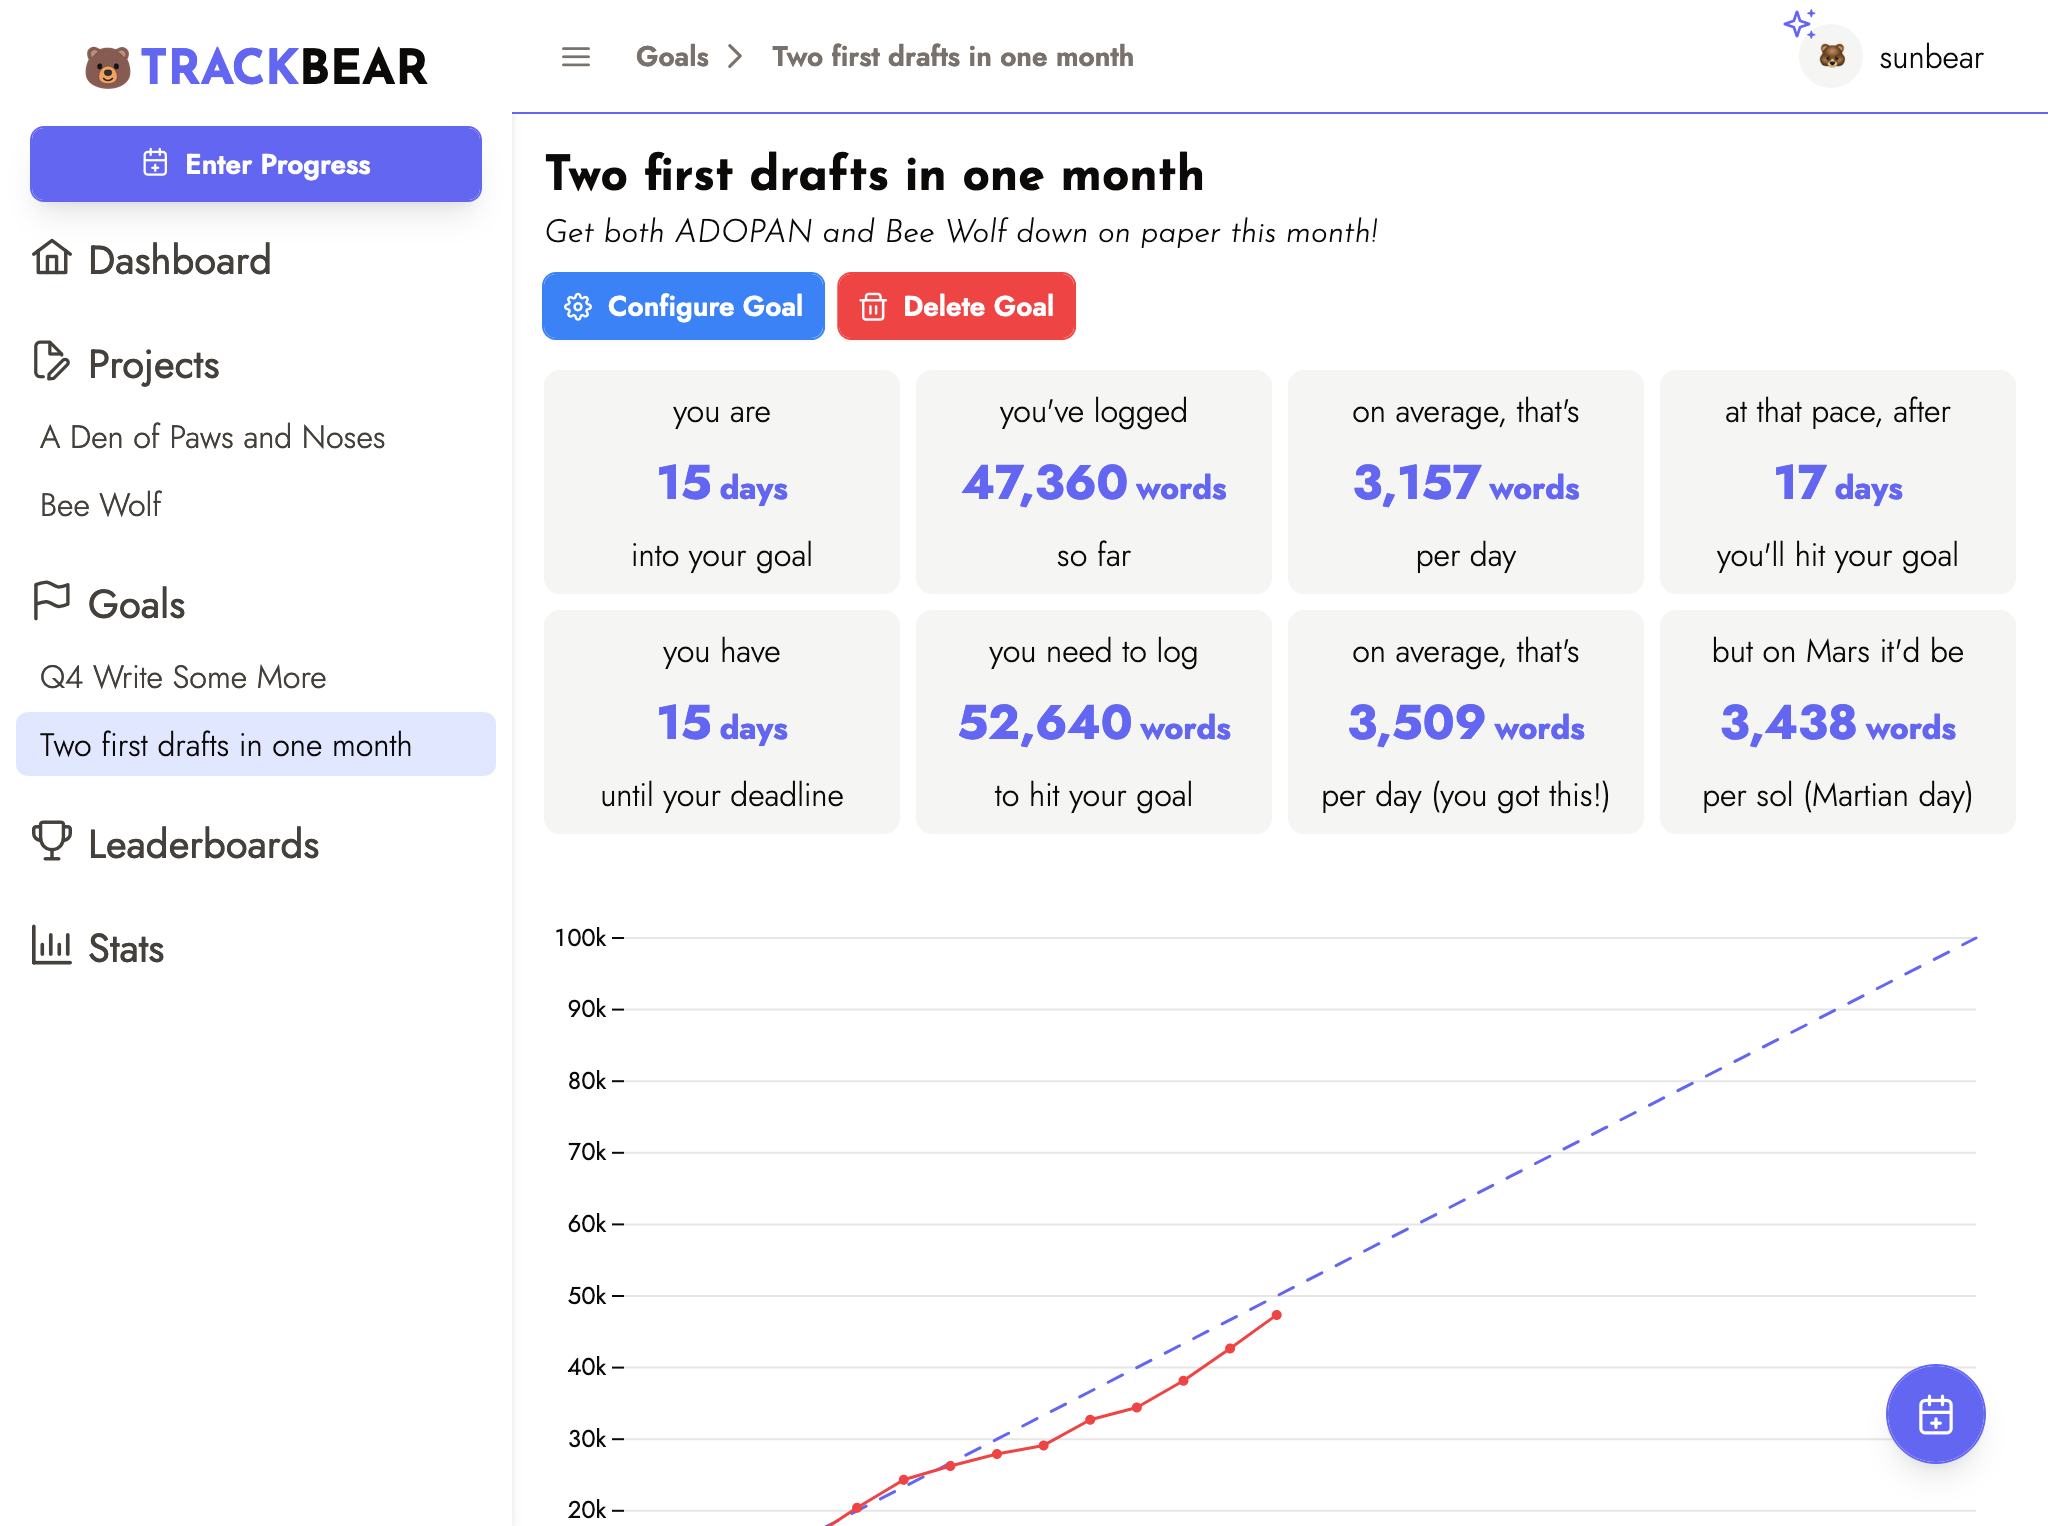 TRACKBEAR
Enter Progress
Dashboard
Projects
A Den of Paws and Noses
Bee Wolf
Goals
Q4 Write Some More
Two first drafts in one month
Leaderboards
Stats
Goals
Two first drafts in one month
sunbear
Two first drafts in one month
Get both ADOPAN and Bee Wolf down on paper this month!
Configure Goal
Delete Goal
you are
15 days
into your goal
you've logged
47,360 words
so far
on average, that's
3,157 words
per day
at that pace, after
17 days
you'll hit your goal
you have
15 days
until your deadline
you need to log
52,640 words
to hit your goal
on average, that's
3,509 words
per day (you got this!)
but on Mars it'd be
3,438 words
per sol (Martian day)
100k
90k
80k
70k
60k
50k
40k
30k
20k